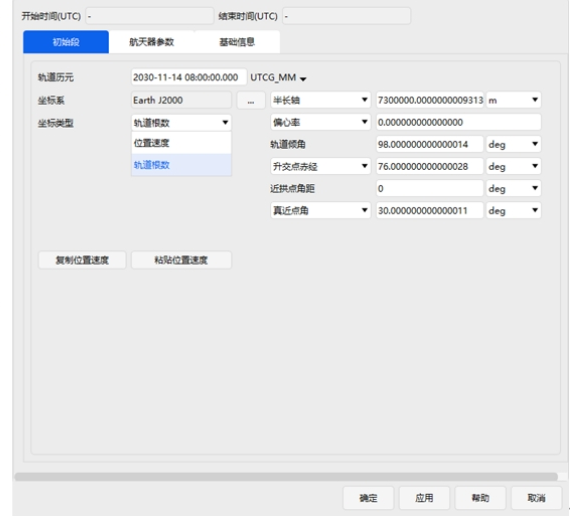 开始时间(UTC) - 结束时间(UTC) -
初始段 航天器参数 基础信息
轨道历元 2030-11-14 08:00:00.000 UTCG_MM
坐标系 Earth J2000 ... 半长轴 7300000.0000000009313 m
坐标类型 轨道根数 偏心率 0.000000000000000
位置速度 轨道倾角 98.000000000000014 deg
轨道根数 升交点赤经 76.000000000000028 deg
近拱点角距 0 deg
真近点角 30.000000000000011 deg
复制位置速度 粘贴位置速度
确定 应用 帮助 取消